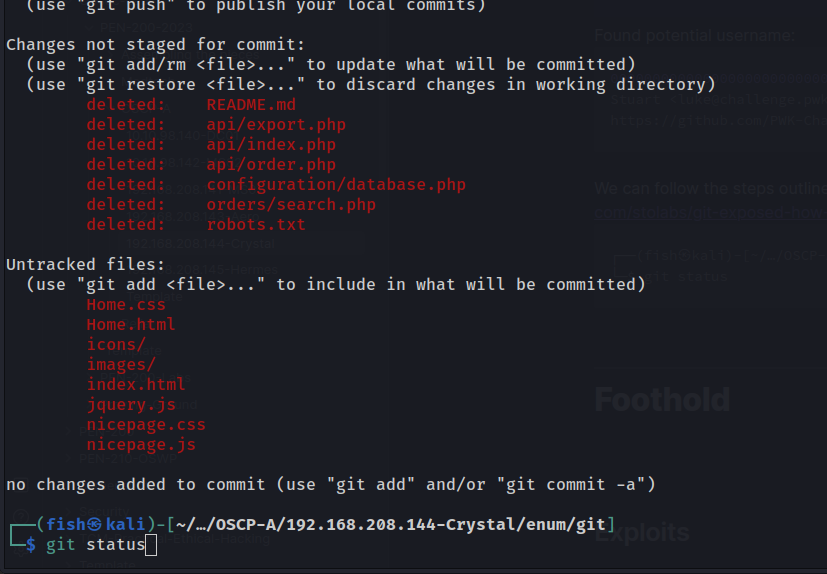 (use "git push" to publish your local commits)
Changes not staged for commit:
(use "git add/rm <file>..." to update what will be committed)
(use "git restore <file>..." to discard changes in working directory)
deleted: README.md
deleted: api/export.php
deleted: api/index.php
deleted: api/order.php
deleted: configuration/database.php
deleted: orders/search.php
deleted: robots.txt
Untracked files:
(use "git add <file>..." to include in what will be committed)
Home.css
Home.html
icons/
images/
index.html
jquery.js
nicepage.css
nicepage.js
no changes added to commit (use "git add" and/or "git commit -a")
(fish㉿kali)-[~/…/OSCP-A/192.168.208.144-Crystal/enum/git]
$ git status
Found potential username:
We can follow the steps outline
git status
Foothold
Exploits